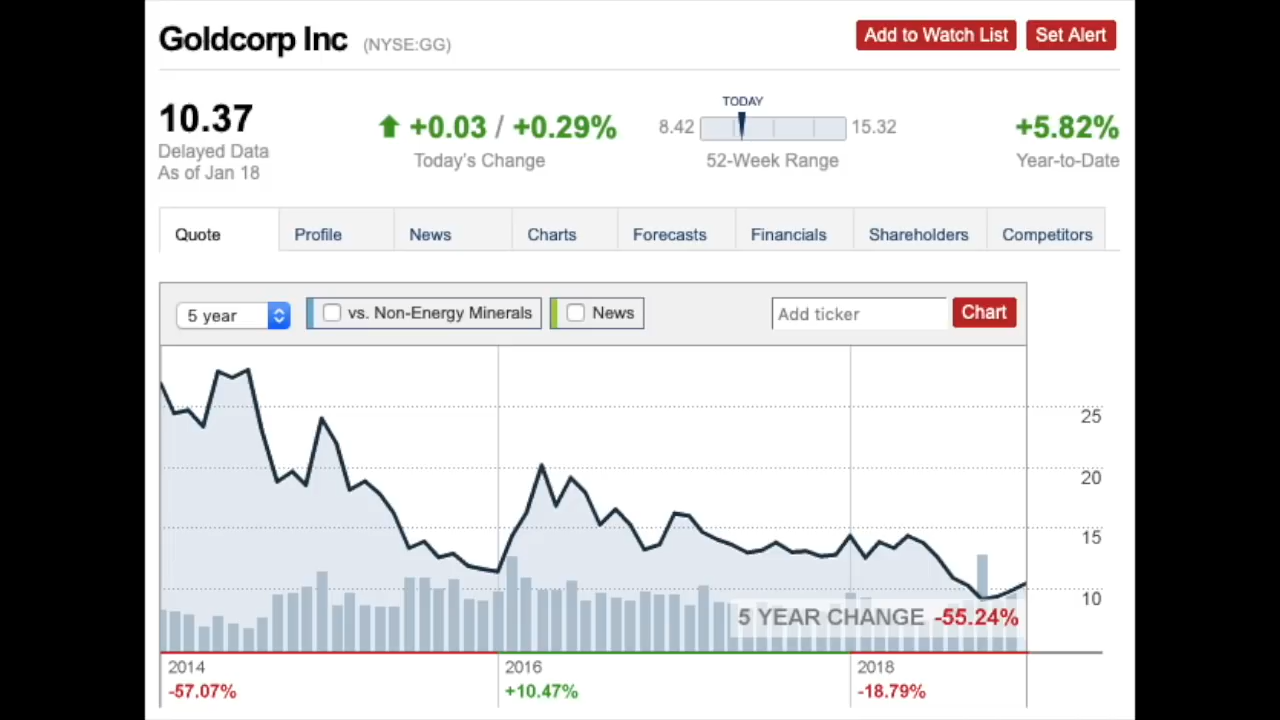 Goldcorp Inc (NYSE:GG)
Add to Watch List
Set Alert
10.37
Delayed Data
As of Jan 18
+0.03 / +0.29%
Today's Change
TODAY
8.42
15.32
52-Week Range
+5.82%
Year-to-Date
Quote
Profile
News
Charts
Forecasts
Financials
Shareholders
Competitors
5 year
vs. Non-Energy Minerals
News
Add ticker
Chart
25
20
15
10
5 YEAR CHANGE -55.24%
2014
2016
2018
-57.07%
+10.47%
-18.79%